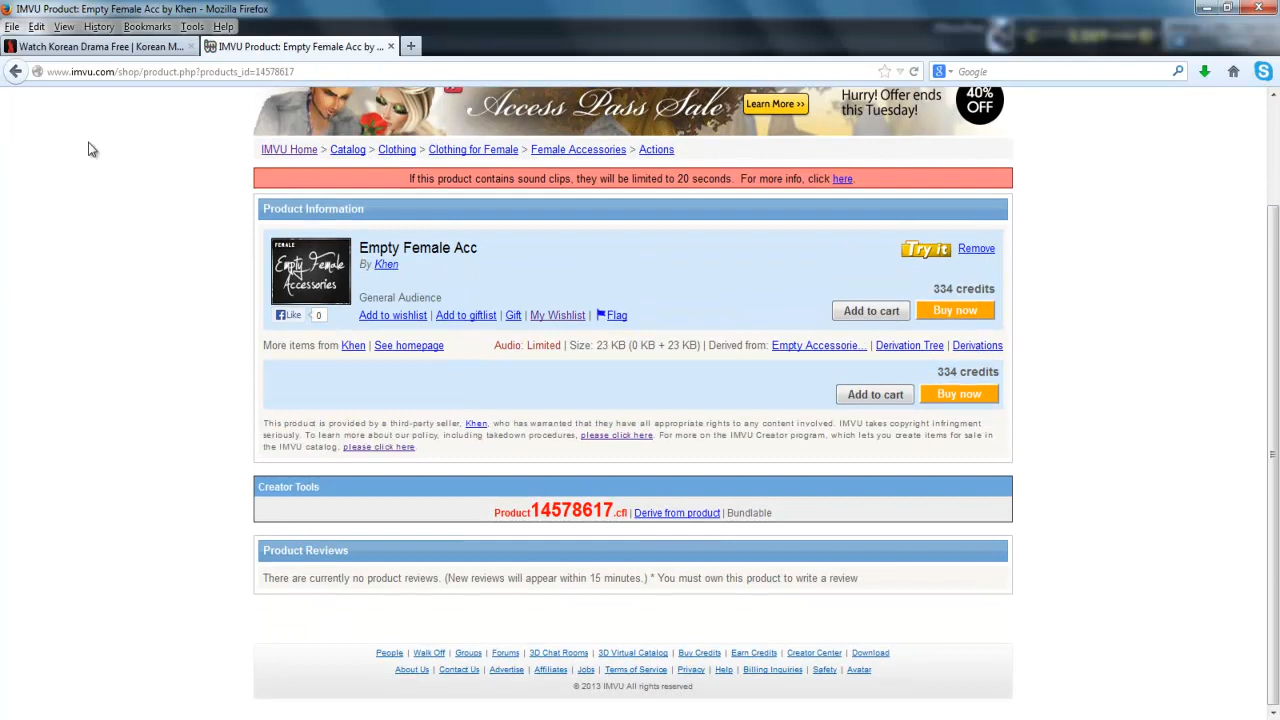 IMVU Product: Empty Female Acc by Khen - Mozilla Firefox
File Edit View History Bookmarks Tools Help
Watch Korean Drama Free | Korean M... × IMVU Product: Empty Female Acc by ... × +
www.imvu.com/shop/product.php?products_id=14578617 Google
Access Pass Sale Learn More >> Hurry! Offer ends this Tuesday! 40% OFF
IMVU Home > Catalog > Clothing > Clothing for Female > Female Accessories > Actions
If this product contains sound clips, they will be limited to 20 seconds. For more info, click here.
Product Information
FEMALE
Empty Female Accessories
Empty Female Acc
Try it Remove
By Khen
334 credits
General Audience
Add to cart Buy now
Like 0
Add to wishlist | Add to giftlist | Gift | My Wishlist | Flag
More items from Khen | See homepage Audio: Limited | Size: 23 KB (0 KB + 23 KB) | Derived from: Empty Accessorie... | Derivation Tree | Derivations
334 credits
Add to cart Buy now
This product is provided by a third-party seller, Khen, who has warranted that they have all appropriate rights to any content involved. IMVU takes copyright infringment
seriously. To learn more about our policy, including takedown procedures, please click here. For more on the IMVU Creator program, which lets you create items for sale in
the IMVU catalog, please click here.
Creator Tools
Product14578617.cfl | Derive from product | Bundlable
Product Reviews
There are currently no product reviews. (New reviews will appear within 15 minutes.) * You must own this product to write a review
People | Walk Off | Groups | Forums | 3D Chat Rooms | 3D Virtual Catalog | Buy Credits | Earn Credits | Creator Center | Download
About Us | Contact Us | Advertise | Affiliates | Jobs | Terms of Service | Privacy | Help | Billing Inquiries | Safety | Avatar
© 2013 IMVU All rights reserved